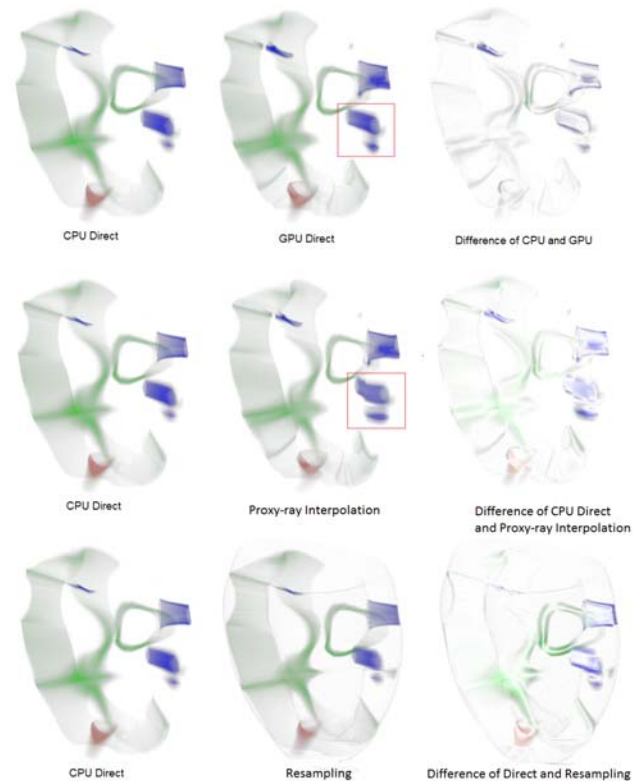 CPU Direct
GPU Direct
Difference of CPU and GPU
CPU Direct
Proxy-ray Interpolation
Difference of CPU Direct
and Proxy-ray Interpolation
CPU Direct
Resampling
Difference of Direct and Resampling